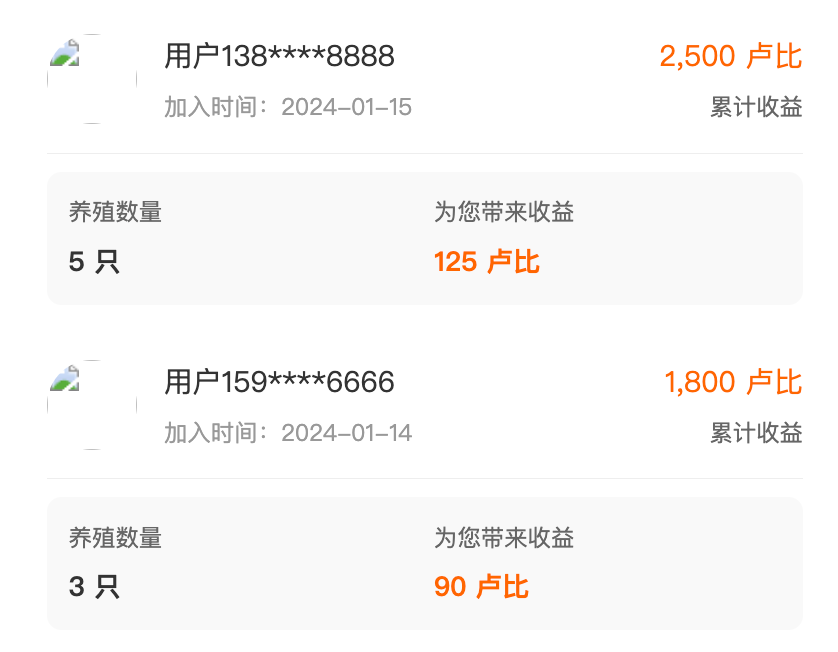 用户138****8888
2,500 卢比
加入时间：2024-01-15
累计收益
养殖数量
为您带来收益
5 只
125 卢比
用户159****6666
1,800 卢比
加入时间：2024-01-14
累计收益
养殖数量
为您带来收益
3 只
90 卢比